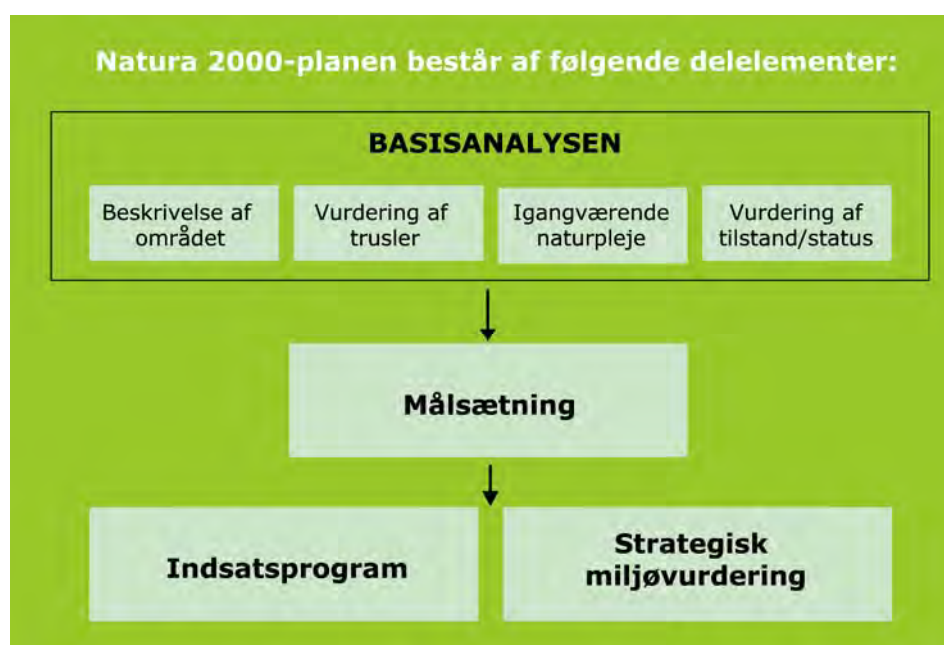 Natura 2000-planen består af følgende delelementer:
BASISANALYSEN
Beskrivelse af
området
Vurdering af
trusler
Igangværende
naturpleje
Vurdering af
tilstand/status
Målsætning
Indsatsprogram
Strategisk
miljøvurdering